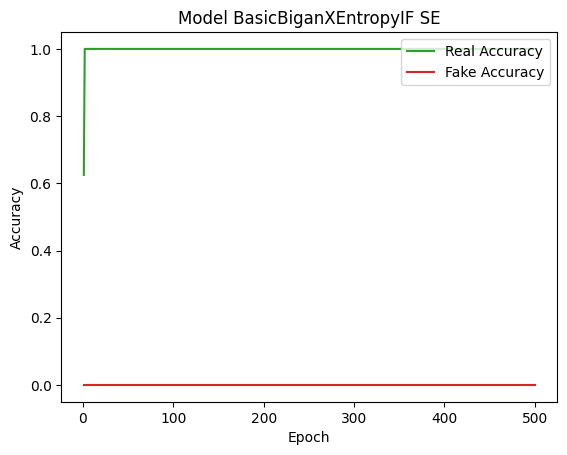 Model BasicBiganXEntropyIF SE
Real Accuracy
Fake Accuracy
1.0
0.8
0.6
0.4
0.2
0.0
Accuracy
0
100
200
300
400
500
Epoch